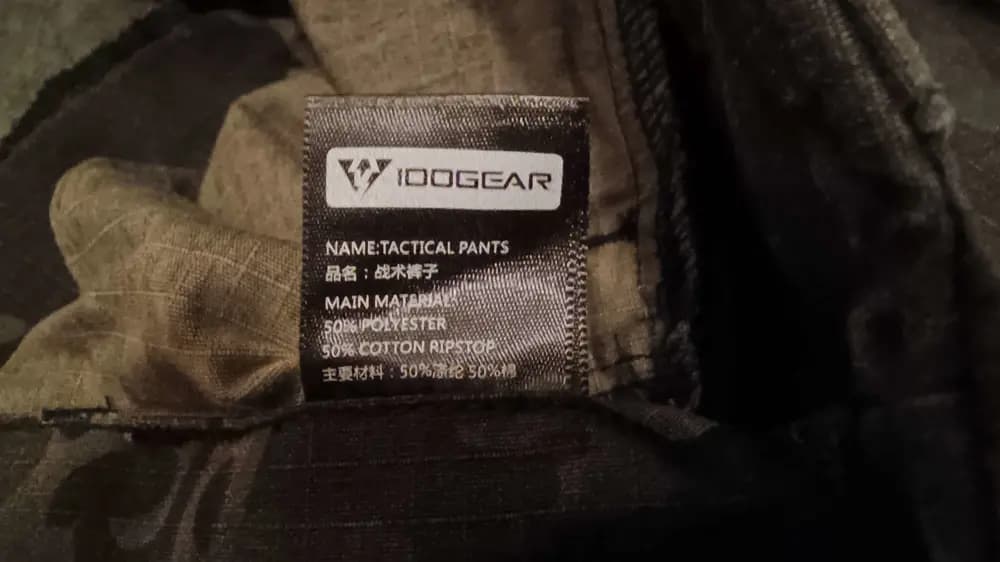 IDOGEAR
NAME:TACTICAL PANTS
品名：战术裤子
MAIN MATERIAL:
50% POLYESTER
50% COTTON RIPSTOP
主要材料：50%涤纶 50%棉